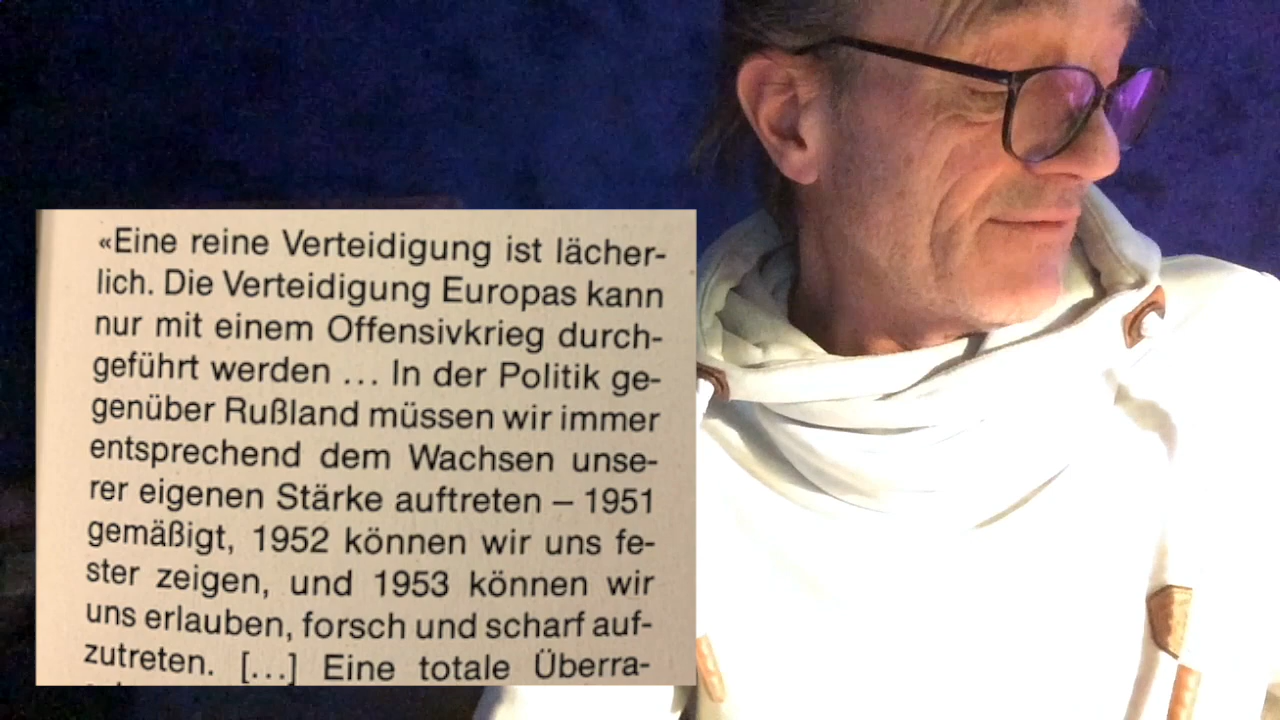 «Eine reine Verteidigung ist lächer-
lich. Die Verteidigung Europas kann
nur mit einem Offensivkrieg durch-
geführt werden ... In der Politik ge-
genüber Rußland müssen wir immer
entsprechend dem Wachsen unse-
rer eigenen Stärke auftreten – 1951
gemäßigt, 1952 können wir uns fe-
ster zeigen, und 1953 können wir
uns erlauben, forsch und scharf auf-
zutreten. [...] Eine totale Überra-